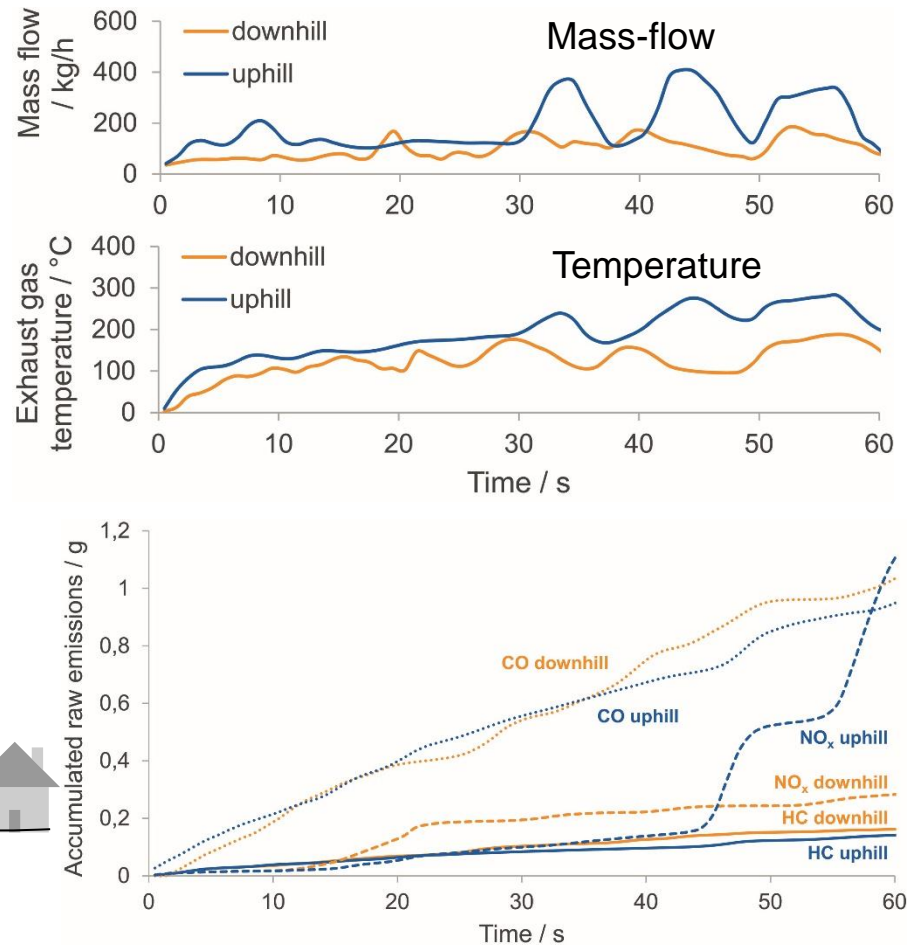 Mass-flow
Mass flow
/ kg/h
600
400
200
0
downhill
uphill
0 10 20 30 40 50 60
Temperature
Exhaust gas
temperature / °C
400
300
200
100
0
downhill
uphill
0 10 20 30 40 50 60
Time / s
Accumulated raw emissions / g
1,2
1
0,8
0,6
0,4
0,2
0
CO downhill
CO uphill
NOₓ uphill
NOₓ downhill
HC downhill
HC uphill
0 10 20 30 40 50 60
Time / s